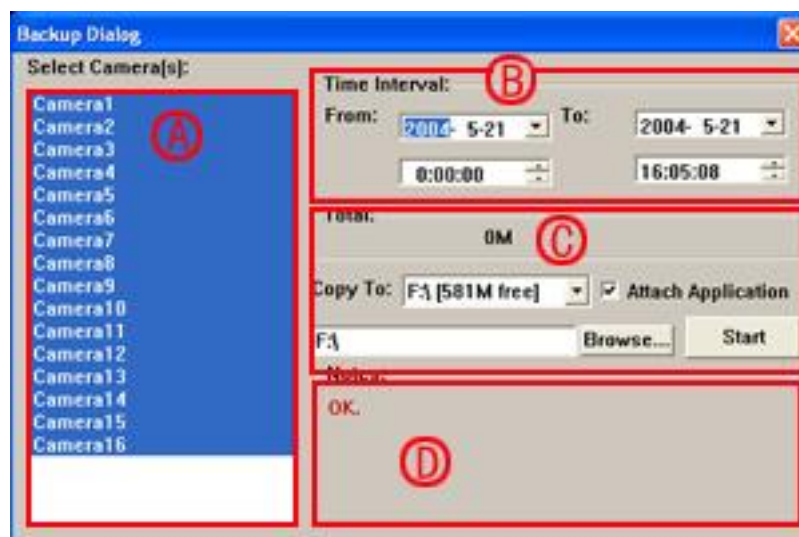 Backup Dialog
Select Camera[s]:
Camera1
Camera2
Camera3
Camera4
Camera5
Camera6
Camera7
Camera8
Camera9
Camera10
Camera11
Camera12
Camera13
Camera14
Camera15
Camera16
A
Time Interval:
B
From: 2004- 5-21 To: 2004- 5-21
0:00:00 16:05:08
Total:
0M
C
Copy To: F:\ [581M free] Attach Application
F:\ Browse... Start
Notes:
OK.
D